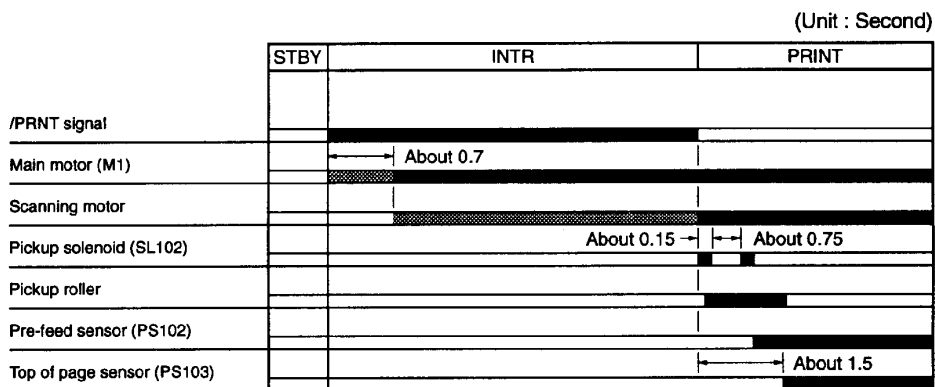 (Unit : Second)
STBY INTR PRINT
/PRNT signal
About 0.7
Main motor (M1)
Scanning motor
About 0.15 About 0.75
Pickup solenoid (SL102)
Pickup roller
Pre-feed sensor (PS102)
About 1.5
Top of page sensor (PS103)